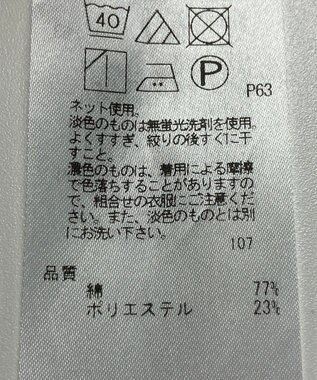 40
P
P63
ネット使用。
淡色のものは無蛍光洗剤を使用。
よくすすぎ、絞りの後すぐに干
すこと。
濃色のものは、着用による摩擦
で色落ちすることがありますの
で、組合せの衣服にご注意くだ
さい。また、淡色のものとは別
にお洗い下さい。
107
品質
綿 77%
ポリエステル 23%